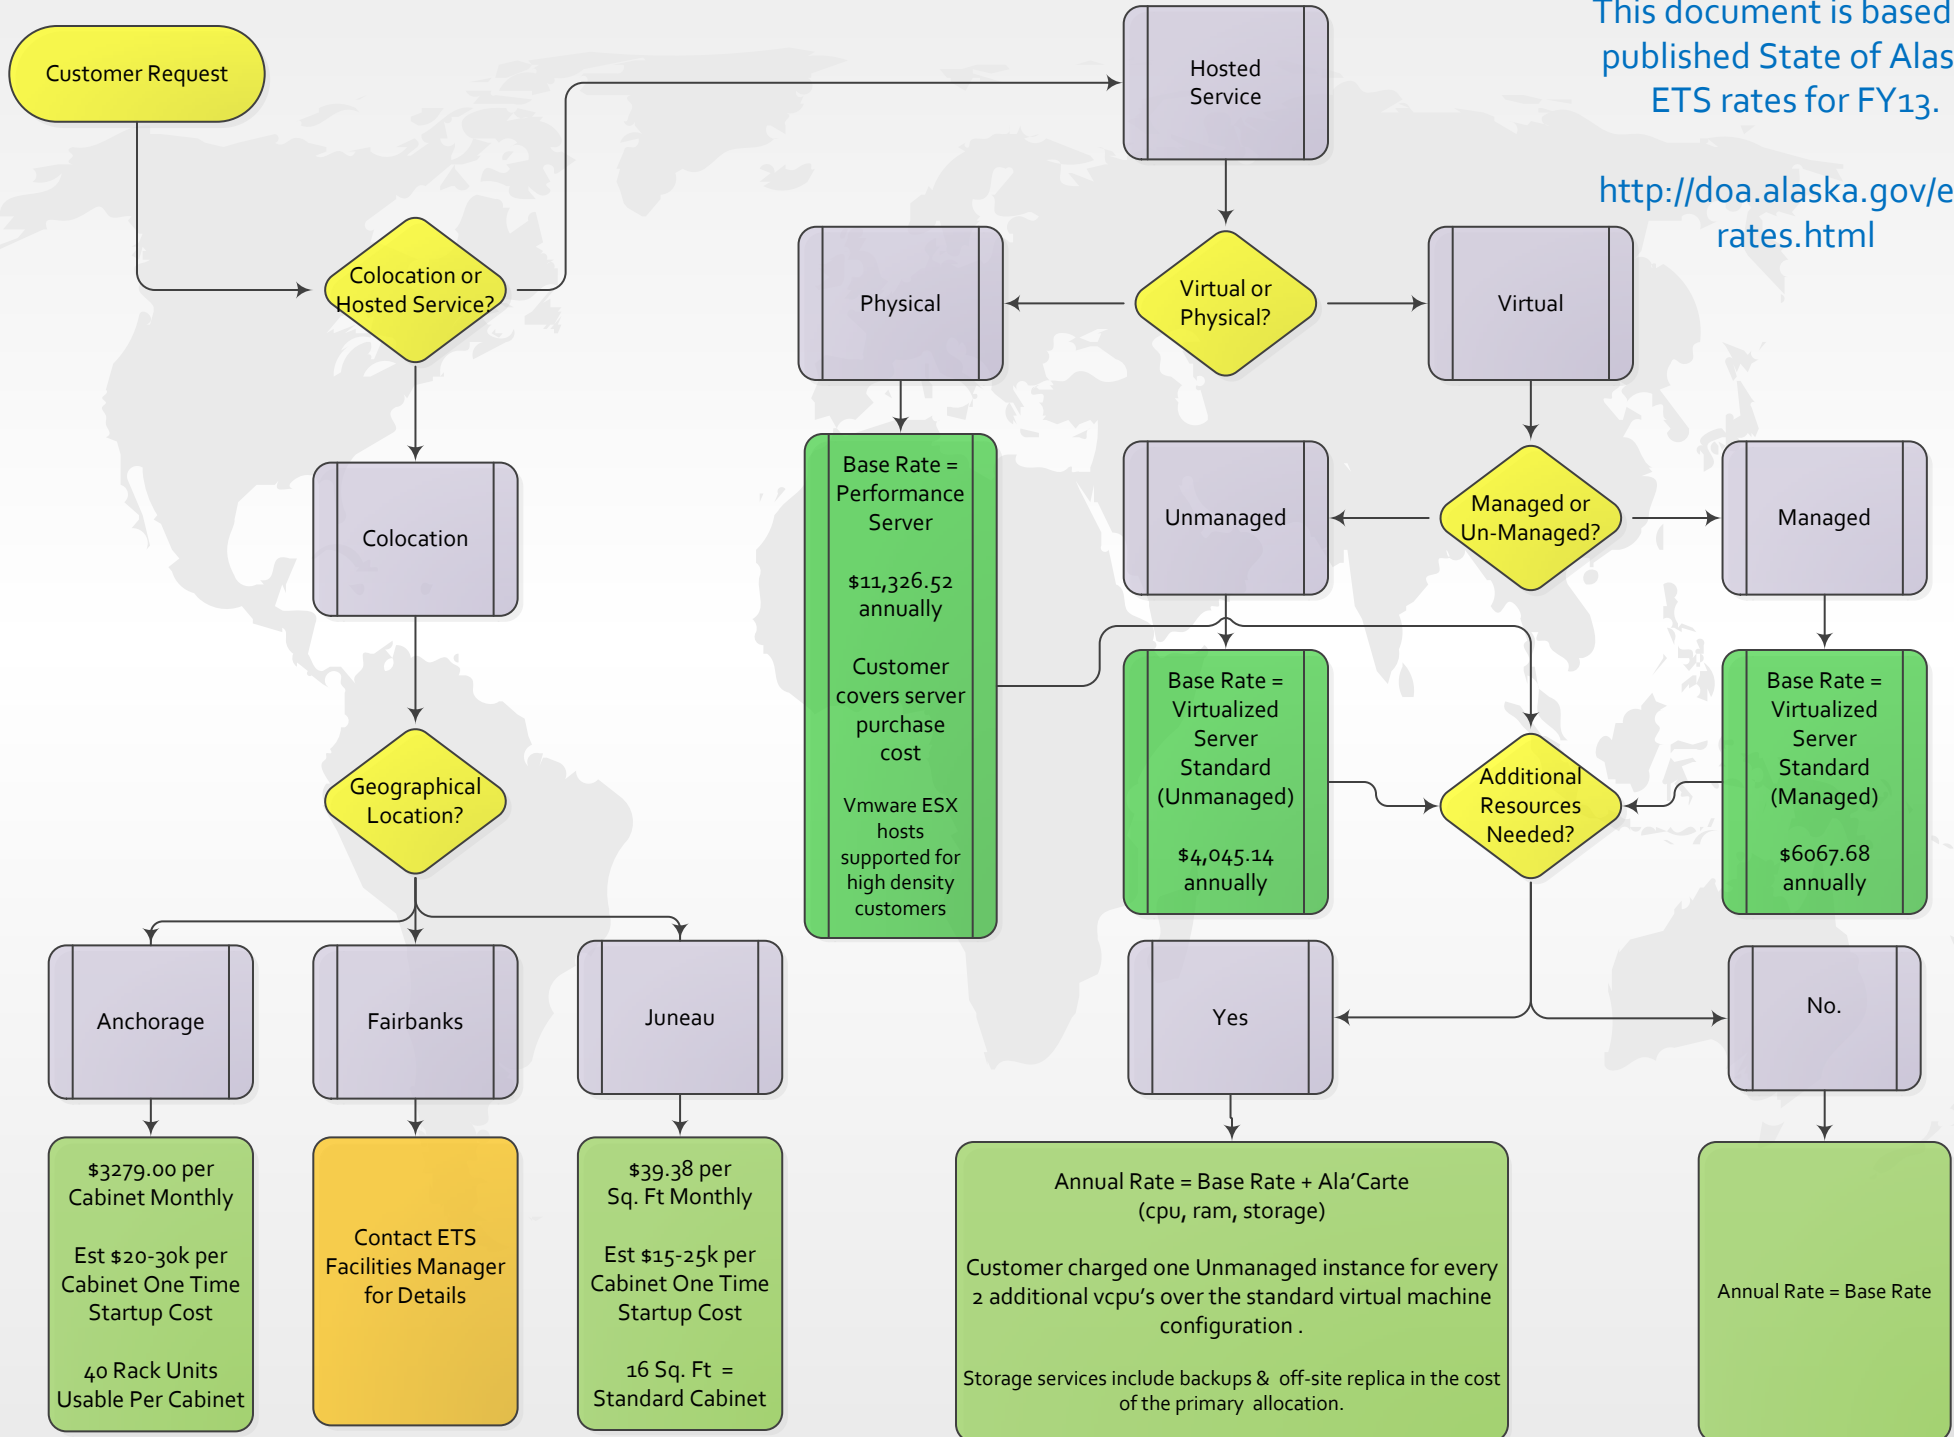 Customer Request
Hosted
Service
This document is based
published State of Alas
ETS rates for FY13.
http://doa.alaska.gov/e
rates.html
Colocation or
Hosted Service?
Physical
Virtual or
Physical?
Virtual
Colocation
Base Rate =
Performance
Server
$11,326.52
annually
Customer
covers server
purchase
cost
Vmware ESX
hosts
supported for
high density
customers
Unmanaged
Managed or
Un-Managed?
Managed
Base Rate =
Virtualized
Server
Standard
(Unmanaged)
$4,045.14
annually
Additional
Resources
Needed?
Base Rate =
Virtualized
Server
Standard
(Managed)
$6067.68
annually
Geographical
Location?
Anchorage
Fairbanks
Juneau
Yes
No.
$3279.00 per
Cabinet Monthly
Est $20-30k per
Cabinet One Time
Startup Cost
40 Rack Units
Usable Per Cabinet
Contact ETS
Facilities Manager
for Details
$39.38 per
Sq. Ft Monthly
Est $15-25k per
Cabinet One Time
Startup Cost
16 Sq. Ft =
Standard Cabinet
Annual Rate = Base Rate + Ala’Carte
(cpu, ram, storage)
Customer charged one Unmanaged instance for every
2 additional vcpu’s over the standard virtual machine
configuration .
Storage services include backups & off-site replica in the cost
of the primary allocation.
Annual Rate = Base Rate